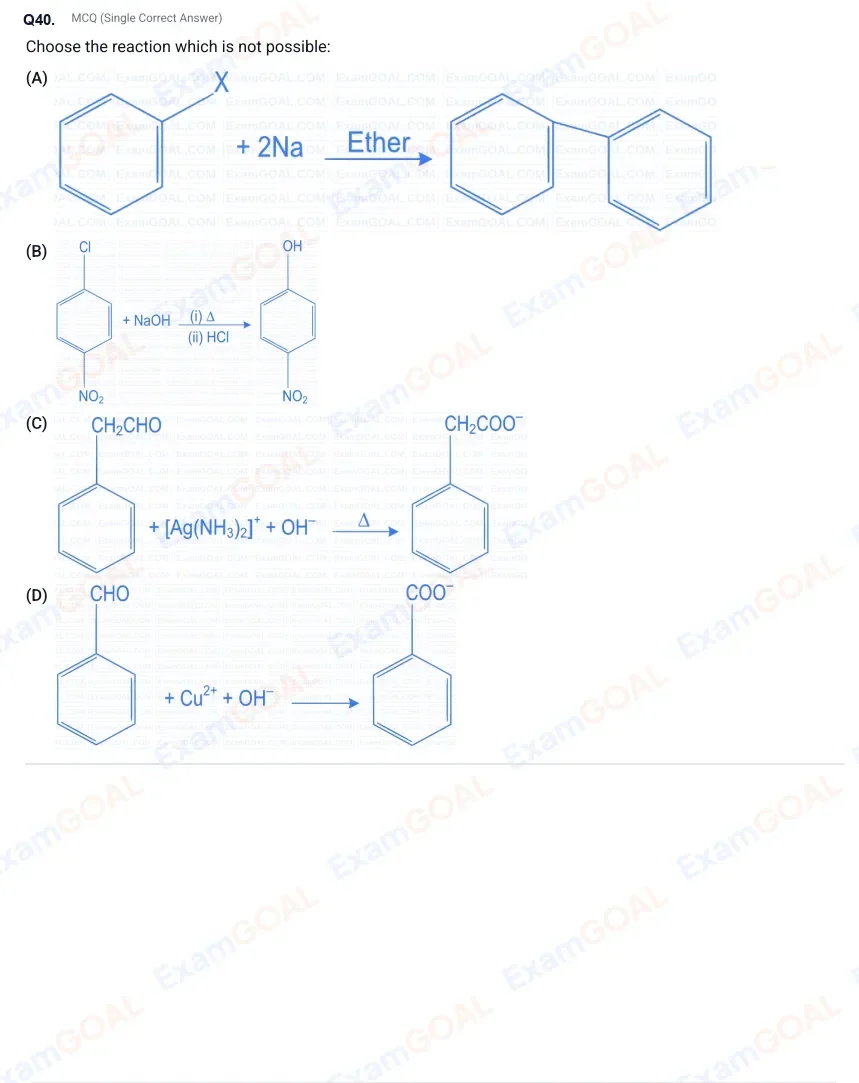 Q40. MCQ (Single Correct Answer)
Choose the reaction which is not possible:
(A)
X
+ 2Na
Ether
(B)
Cl
OH
+ NaOH
(i) Δ
(ii) HCl
NO₂
NO₂
(C)
CH₂CHO
CH₂COO⁻
+ [Ag(NH₃)₂]⁺ + OH⁻
Δ
(D)
CHO
COO⁻
+ Cu²⁺ + OH⁻
ExamGOAL